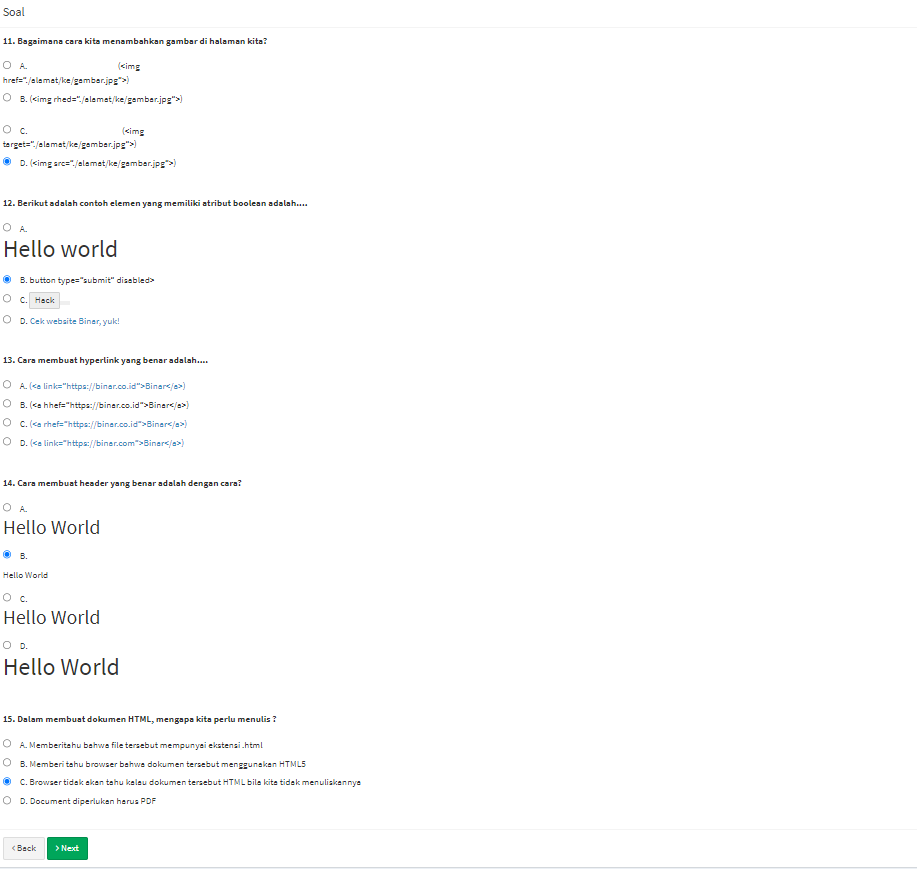 Soal
11. Bagaimana cara kita menambahkan gambar di halaman kita?
A. (<img
href="./alamat/ke/gambar.jpg">)
B. (<img rhed="./alamat/ke/gambar.jpg">)
C. (<img
target="./alamat/ke/gambar.jpg">)
D. (<img src="./alamat/ke/gambar.jpg">)
12. Berikut adalah contoh elemen yang memiliki atribut boolean adalah....
A.
Hello world
B. button type="submit" disabled>
C. Hack
D. Cek website Binar, yuk!
13. Cara membuat hyperlink yang benar adalah....
A. (<a link="https://binar.co.id">Binar</a>)
B. (<a hhef="https://binar.co.id">Binar</a>)
C. (<a rhef="https://binar.co.id">Binar</a>)
D. (<a link="https://binar.com">Binar</a>)
14. Cara membuat header yang benar adalah dengan cara?
A.
Hello World
B.
Hello World
C.
Hello World
D.
Hello World
15. Dalam membuat dokumen HTML, mengapa kita perlu menulis ?
A. Memberitahu bahwa file tersebut mempunyai ekstensi .html
B. Memberi tahu browser bahwa dokumen tersebut menggunakan HTML5
C. Browser tidak akan tahu kalau dokumen tersebut HTML bila kita tidak menuliskannya
D. Document diperlukan harus PDF
‹ Back › Next